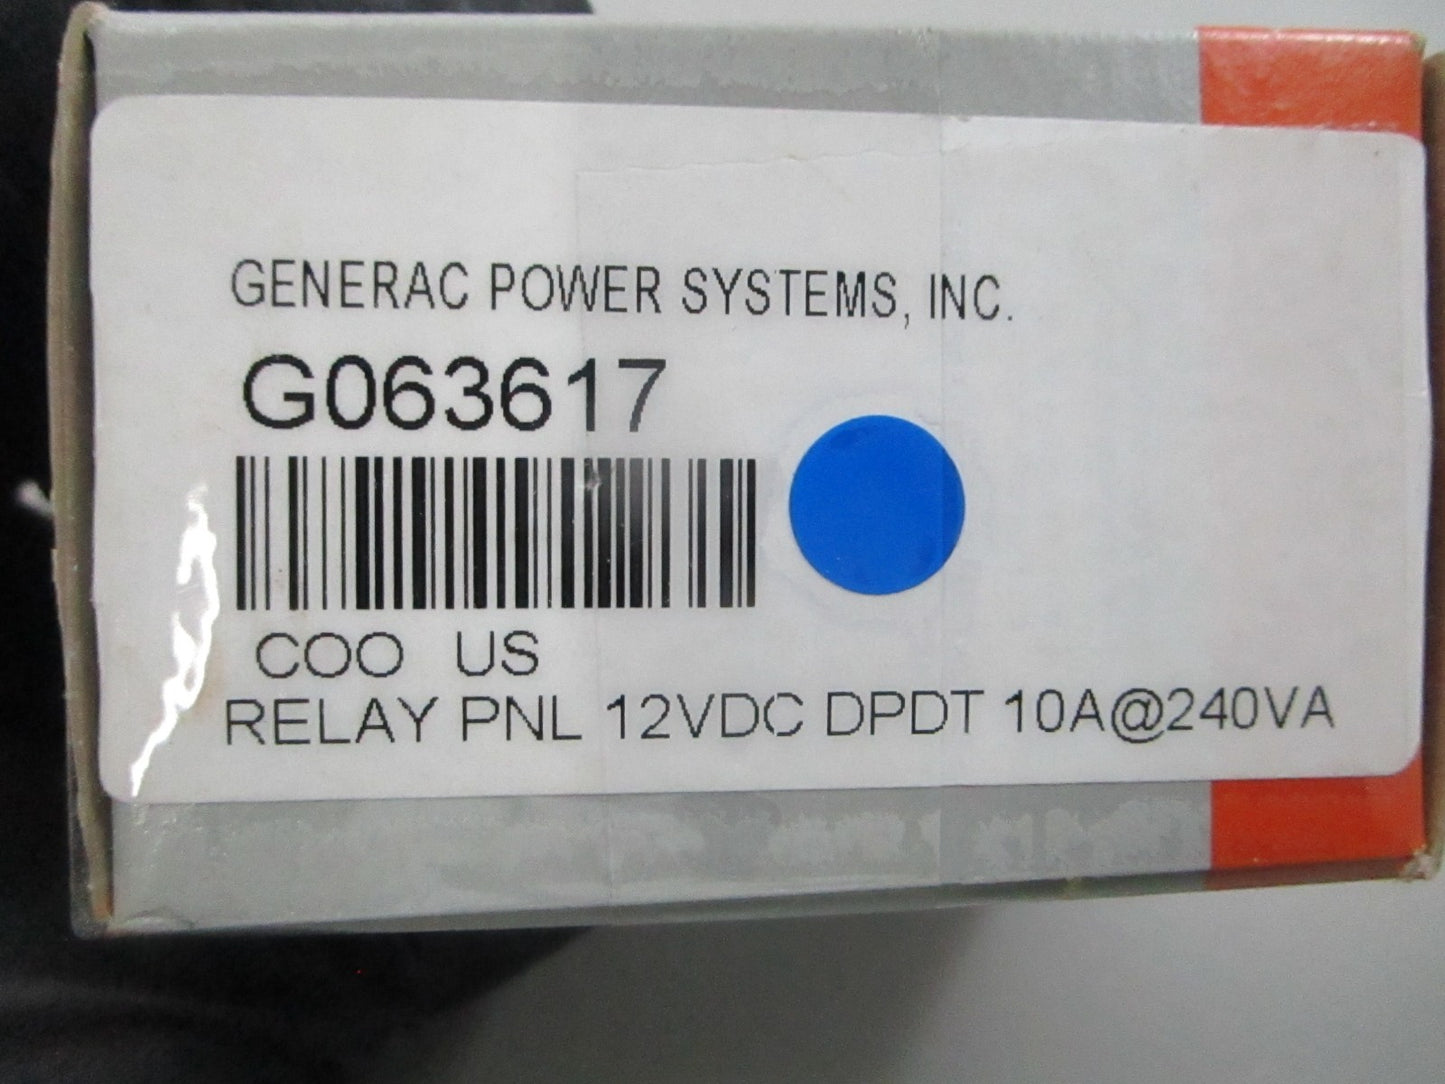 GENERAC POWER SYSTEMS, INC.
G063617
COO US
RELAY PNL 12VDC DPDT 10A@240VA